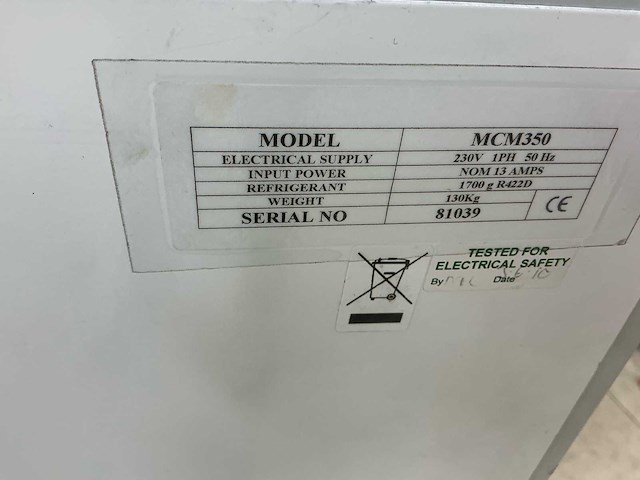 MODEL MCM350
ELECTRICAL SUPPLY 230V 1PH 50 Hz
INPUT POWER NOM 13 AMPS
REFRIGERANT 1700 g R422D
WEIGHT 130Kg
SERIAL NO 81039
CE
TESTED FOR
ELECTRICAL SAFETY
By Date